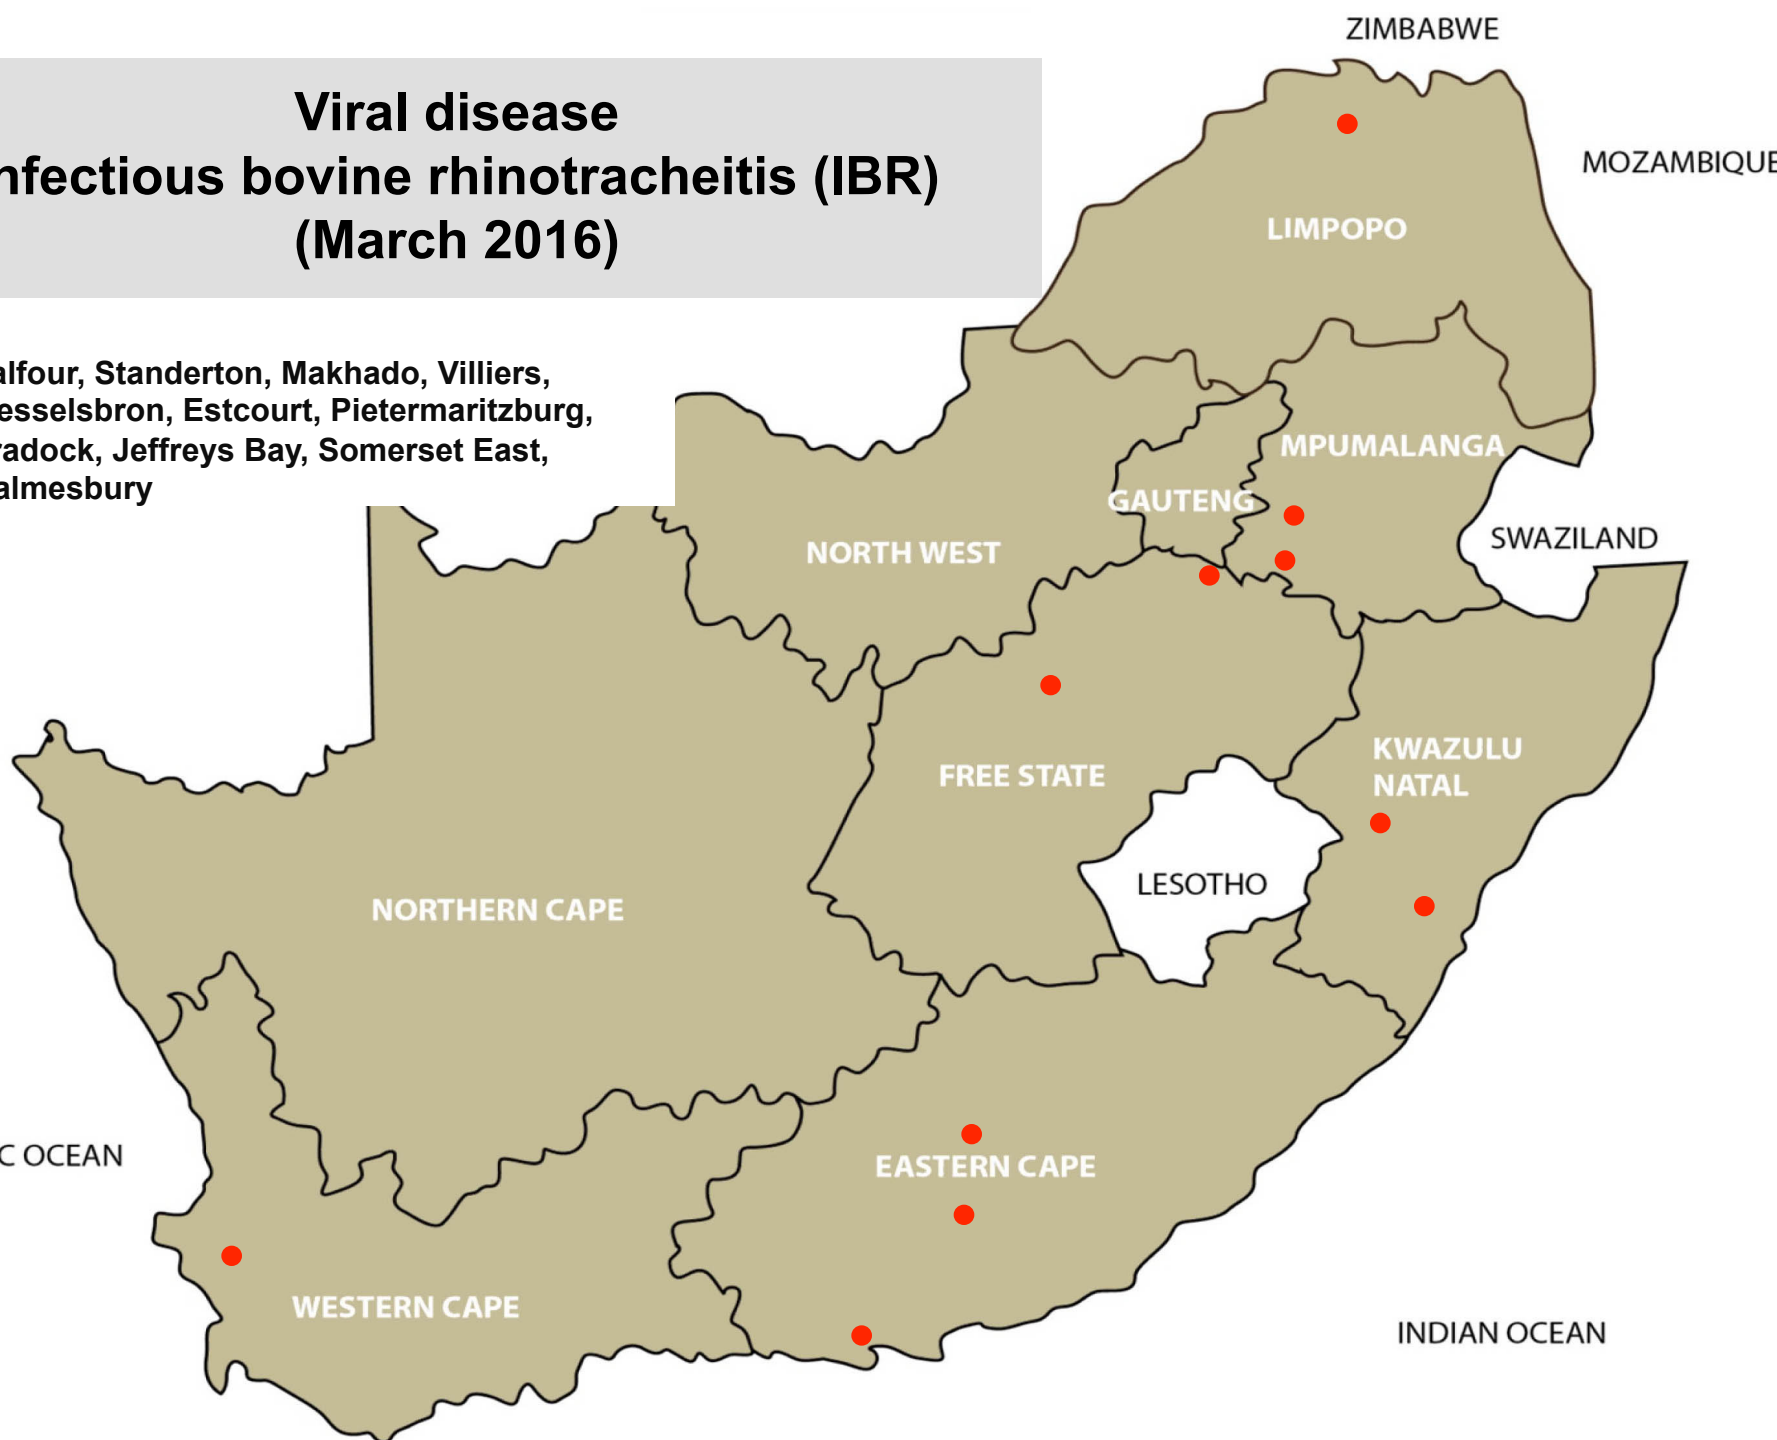 ZIMBABWE
Viral disease
nfectious bovine rhinotracheitis (IBR)
(March 2016)
MOZAMBIQUE
LIMPOPO
alfour, Standerton, Makhado, Villiers,
esselsbron, Estcourt, Pietermaritzburg,
radock, Jeffreys Bay, Somerset East,
almesbury
MPUMALANGA
GAUTENG
SWAZILAND
NORTH WEST
KWAZULU
NATAL
FREE STATE
LESOTHO
NORTHERN CAPE
C OCEAN
EASTERN CAPE
WESTERN CAPE
INDIAN OCEAN